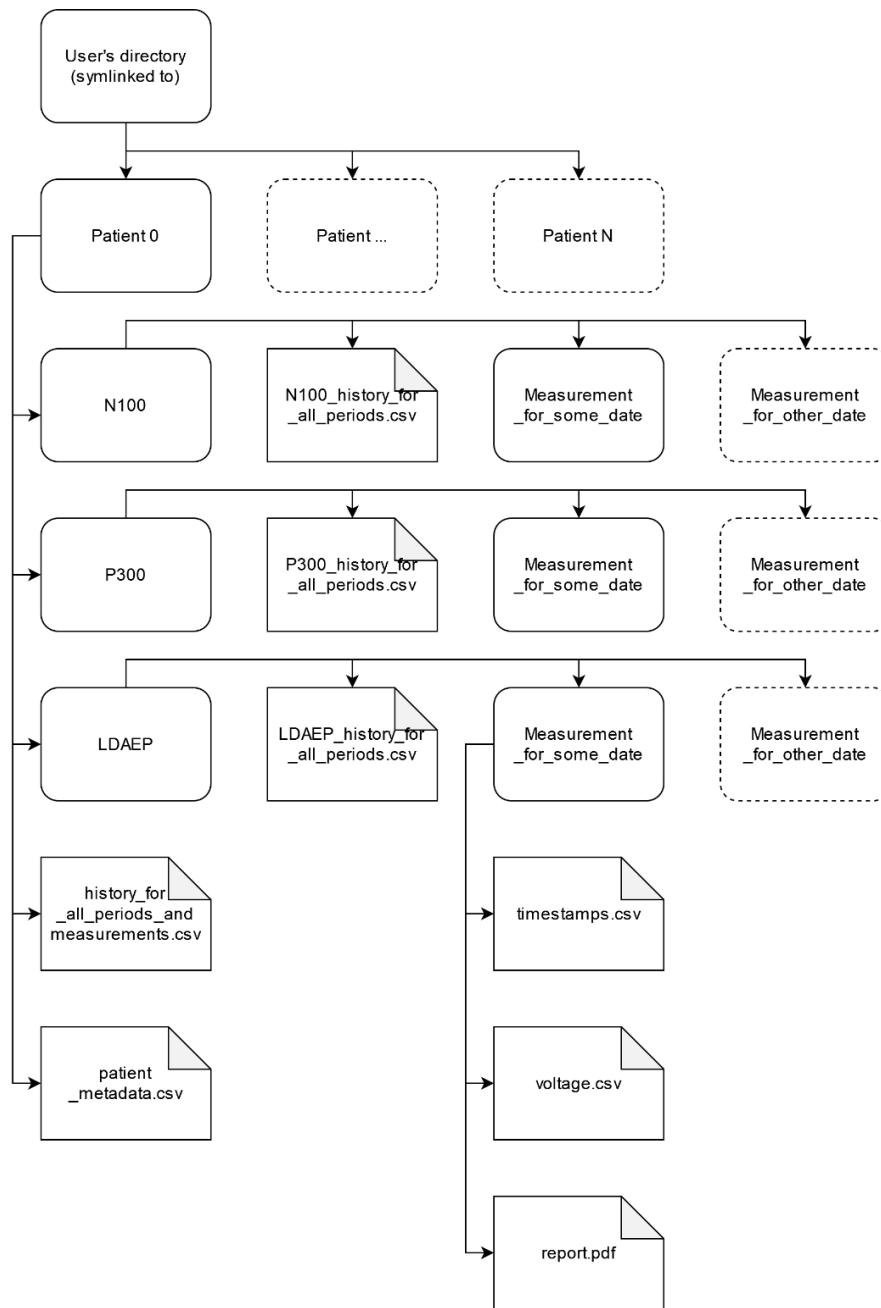 User's directory
(symlinked to)
Patient 0
Patient ...
Patient N
N100
N100_history_for
_all_periods.csv
Measurement
_for_some_date
Measurement
_for_other_date
P300
P300_history_for
_all_periods.csv
Measurement
_for_some_date
Measurement
_for_other_date
LDAEP
LDAEP_history_for
_all_periods.csv
Measurement
_for_some_date
Measurement
_for_other_date
history_for
_all_periods_and
measurements.csv
timestamps.csv
patient
_metadata.csv
voltage.csv
report.pdf